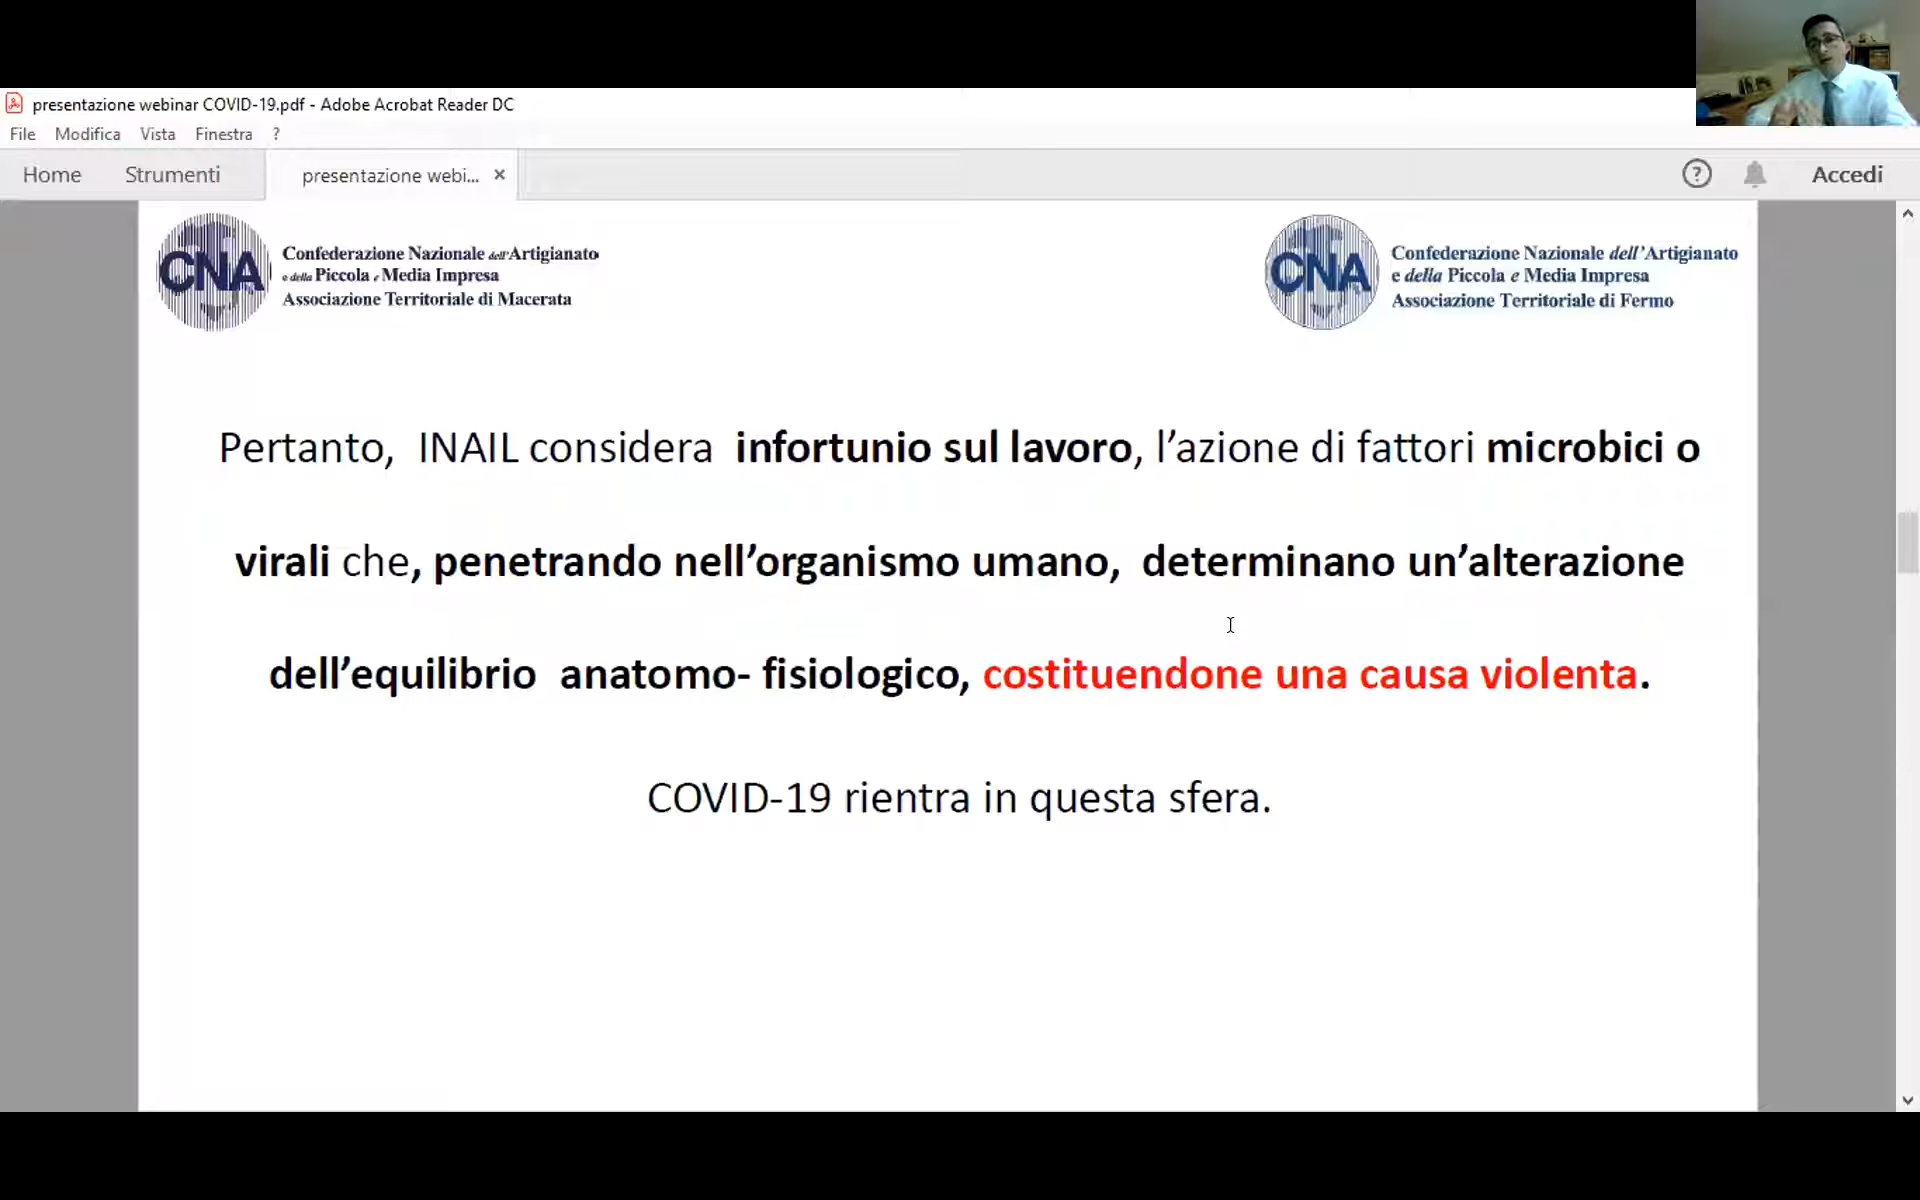 presentazione webinar COVID-19.pdf - Adobe Acrobat Reader DC
File Modifica Vista Finestra ?
Home Strumenti presentazione webi... × ? Accedi
CNA
Confederazione Nazionale dell'Artigianato
e della Piccola e Media Impresa
Associazione Territoriale di Macerata
CNA
Confederazione Nazionale dell'Artigianato
e della Piccola e Media Impresa
Associazione Territoriale di Fermo
Pertanto, INAIL considera infortunio sul lavoro, l’azione di fattori microbici o
virali che, penetrando nell’organismo umano, determinano un’alterazione
dell’equilibrio anatomo- fisiologico, costituendone una causa violenta.
COVID-19 rientra in questa sfera.